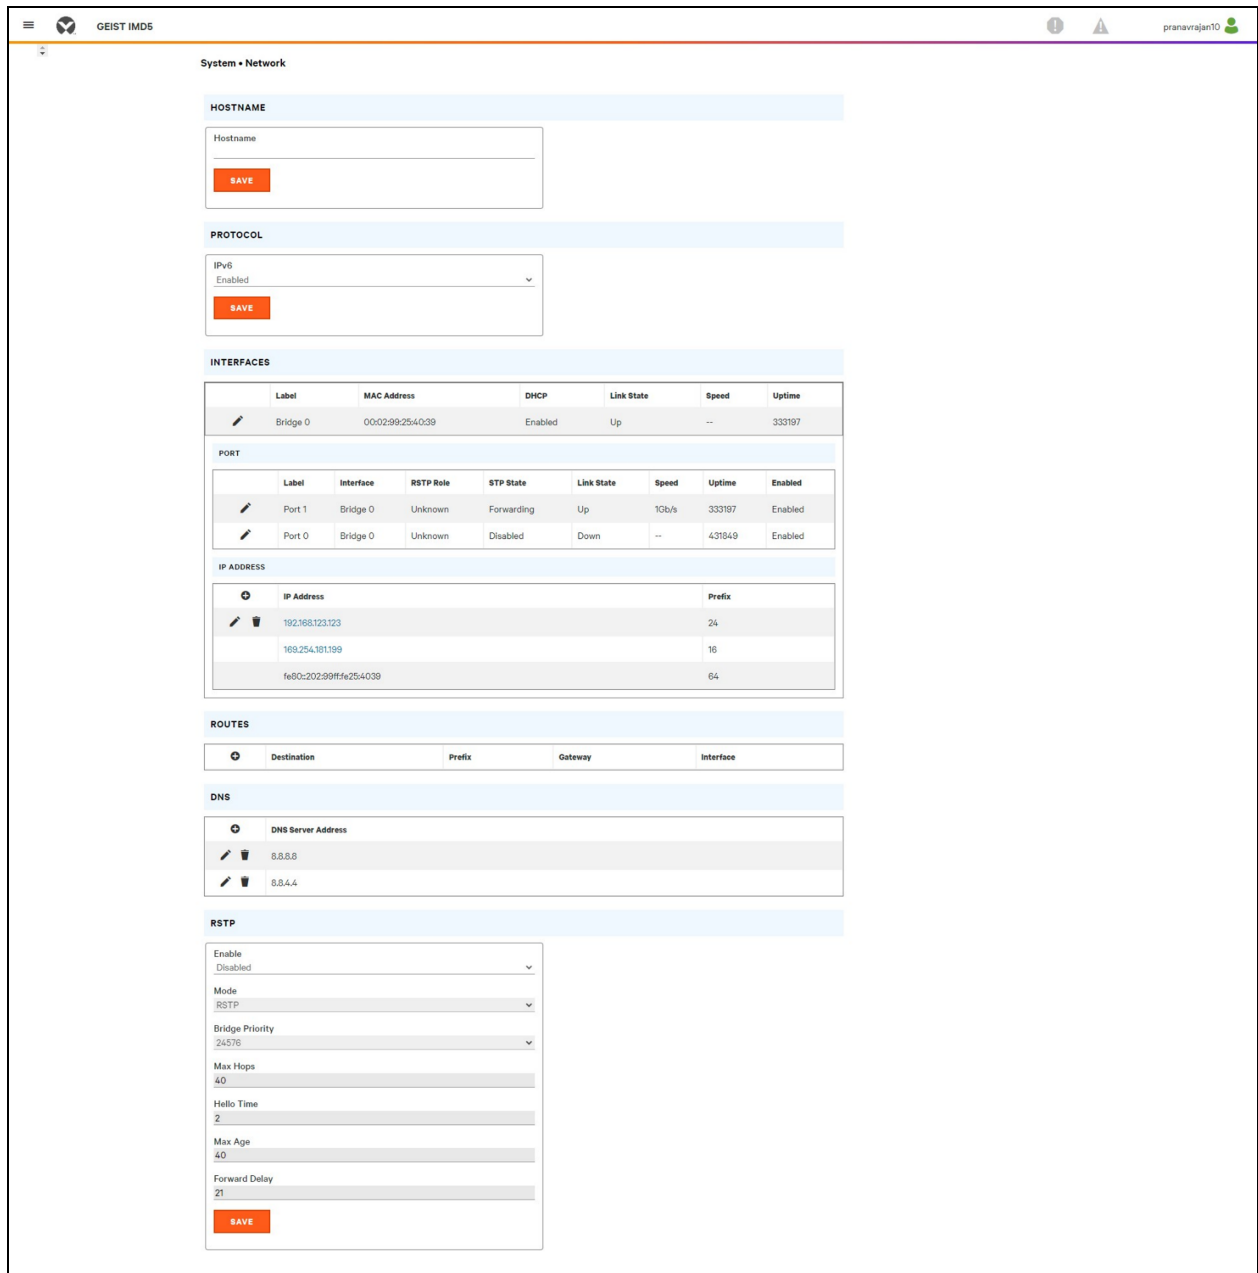 GEIST IMD5
pranavrajan10
System • Network
HOSTNAME
Hostname
SAVE
PROTOCOL
IPv6
Enabled
SAVE
INTERFACES
Label MAC Address DHCP Link State Speed Uptime
Bridge 0 00:02:99:25:40:39 Enabled Up -- 333197
PORT
Label Interface RSTP Role STP State Link State Speed Uptime Enabled
Port 1 Bridge 0 Unknown Forwarding Up 1Gb/s 333197 Enabled
Port 0 Bridge 0 Unknown Disabled Down -- 431849 Enabled
IP ADDRESS
IP Address Prefix
192.168.123.123 24
169.254.181.199 16
fe80::202:99ff:fe25:4039 64
ROUTES
Destination Prefix Gateway Interface
DNS
DNS Server Address
8.8.8.8
8.8.4.4
RSTP
Enable
Disabled
Mode
RSTP
Bridge Priority
24576
Max Hops
40
Hello Time
2
Max Age
40
Forward Delay
21
SAVE